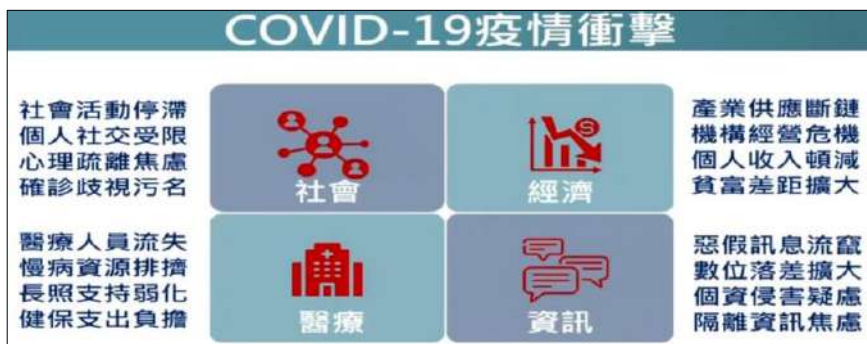 COVID-19疫情衝擊
社會活動停滯
個人社交受限
心理疏離焦慮
確診歧視污名
社會
經濟
產業供應斷鏈
機構經營危機
個人收入頓減
貧富差距擴大
醫療人員流失
慢病資源排擠
長照支持弱化
健保支出負擔
醫療
資訊
惡假訊息流竄
數位落差擴大
個資侵害疑慮
隔離資訊焦慮